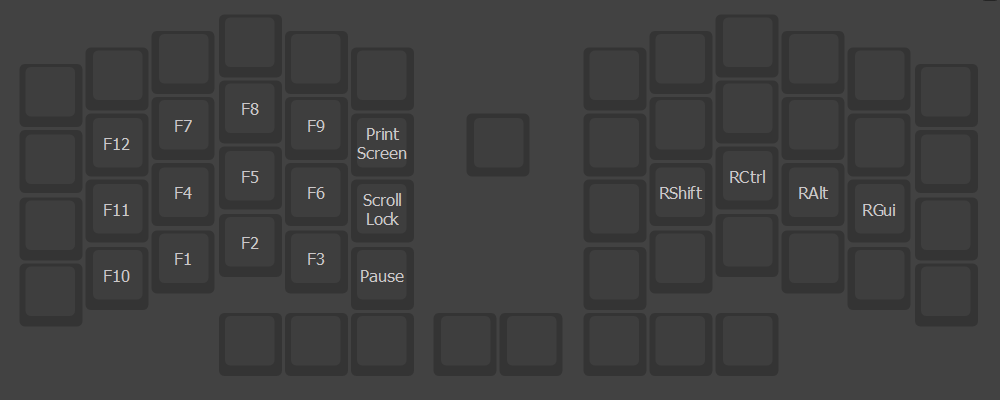 F12
F7
F8
F9
Print
Screen
F11
F4
F5
F6
Scroll
Lock
RShift
RCtrl
RAlt
RGui
F10
F1
F2
F3
Pause